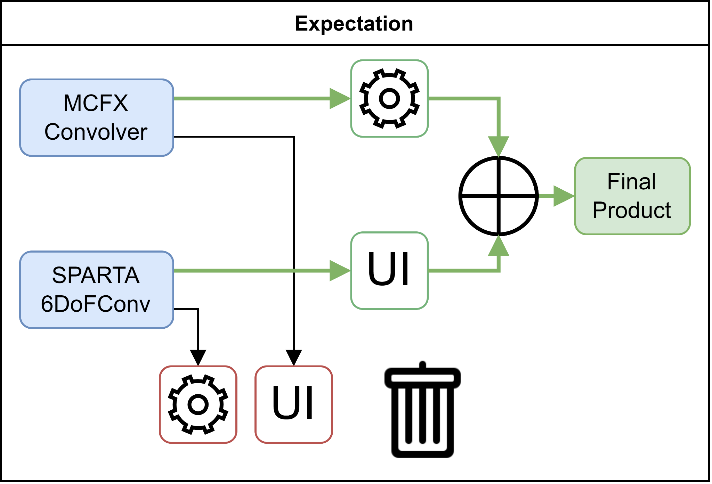 Expectation
MCFX
Convolver
Final
Product
SPARTA
6DoFConv
UI
UI